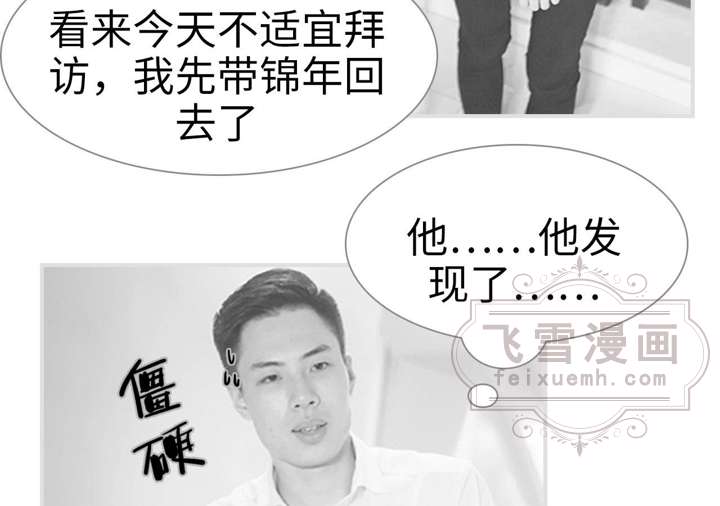 看来今天不适宜拜
访，我先带锦年回
去了
他……他发
现了……
飞雪漫画
feixuemh.com
僵
硬